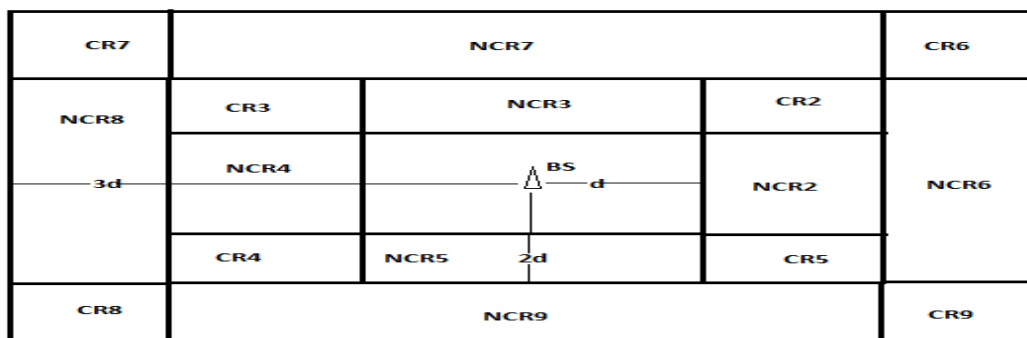 CR7 NCR7 CR6
CR3 NCR3 CR2
NCR8
BS
NCR4
3d d NCR2 NCR6
CR4 NCR5 2d CR5
CR8 NCR9 CR9